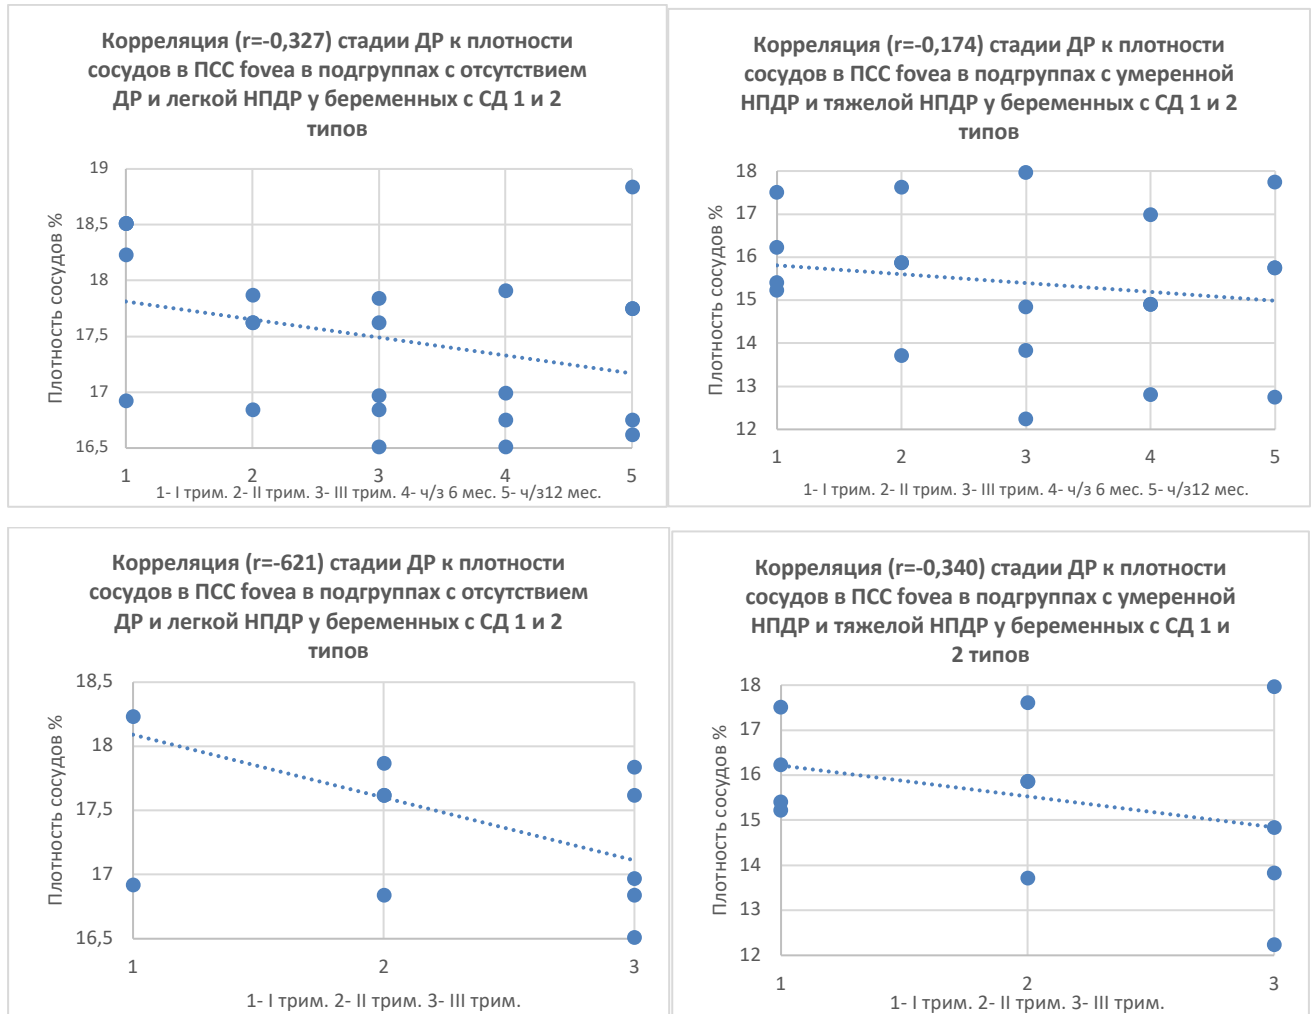 Корреляция (r=-0,327) стадии ДР к плотности
сосудов в ПСС fovea в подгруппах с отсутствием
ДР и легкой НПДР у беременных с СД 1 и 2
типов
Плотность сосудов %
19
18,5
18
17,5
17
16,5
1 2 3 4 5
1- I трим. 2- II трим. 3- III трим. 4- ч/з 6 мес. 5- ч/з12 мес.
Корреляция (r=-0,174) стадии ДР к плотности
сосудов в ПСС fovea в подгруппах с умеренной
НПДР и тяжелой НПДР у беременных с СД 1 и 2
типов
Плотность сосудов %
18
17
16
15
14
13
12
1 2 3 4 5
1- I трим. 2- II трим. 3- III трим. 4- ч/з 6 мес. 5- ч/з12 мес.
Корреляция (r=-621) стадии ДР к плотности
сосудов в ПСС fovea в подгруппах с отсутствием
ДР и легкой НПДР у беременных с СД 1 и 2
типов
Плотность сосудов %
18,5
18
17,5
17
16,5
1 2 3
1- I трим. 2- II трим. 3- III трим.
Корреляция (r=-0,340) стадии ДР к плотности
сосудов в ПСС fovea в подгруппах с умеренной
НПДР и тяжелой НПДР у беременных с СД 1 и
2 типов
Плотность сосудов %
18
17
16
15
14
13
12
1 2 3
1- I трим. 2- II трим. 3- III трим.